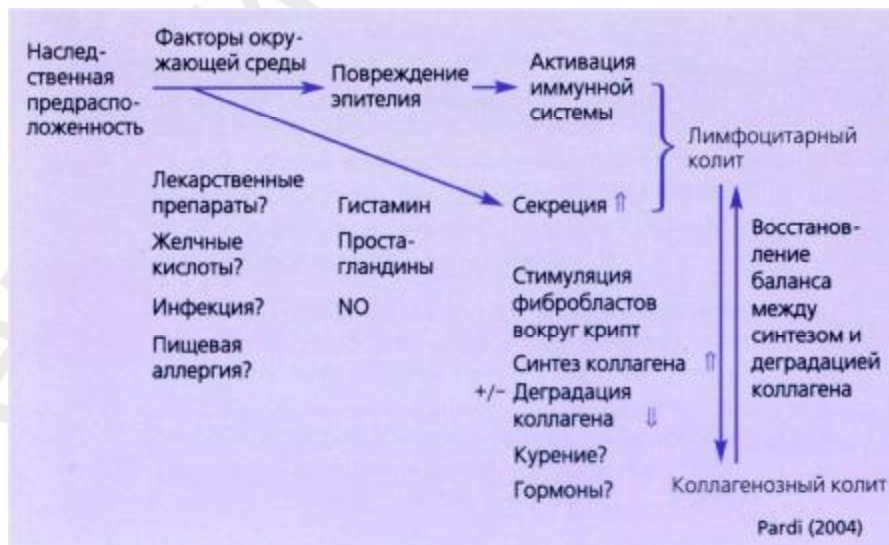 Наслед-
ственная
предраспо-
ложенность
Факторы окру-
жающей среды
Повреждение
эпителия
Активация
иммунной
системы
Лимфоцитарный
колит
Лекарственные
препараты?
Желчные
кислоты?
Инфекция?
Пищевая
аллергия?
Гистамин
Проста-
гландины
NO
Секреция ⇑
Стимуляция
фибробластов
вокруг крипт
Синтез коллагена ⇑
+/– Деградация
коллагена ⇓
Курение?
Гормоны?
Восстанов-
ление
баланса
между
синтезом и
деградацией
коллагена
Коллагенозный колит
Pardi (2004)